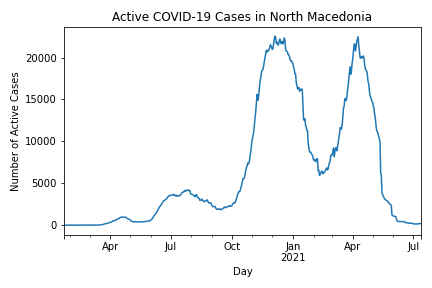 Active COVID-19 Cases in North Macedonia
Number of Active Cases
20000
15000
10000
5000
0
Apr
Jul
Oct
Jan
2021
Apr
Jul
Day